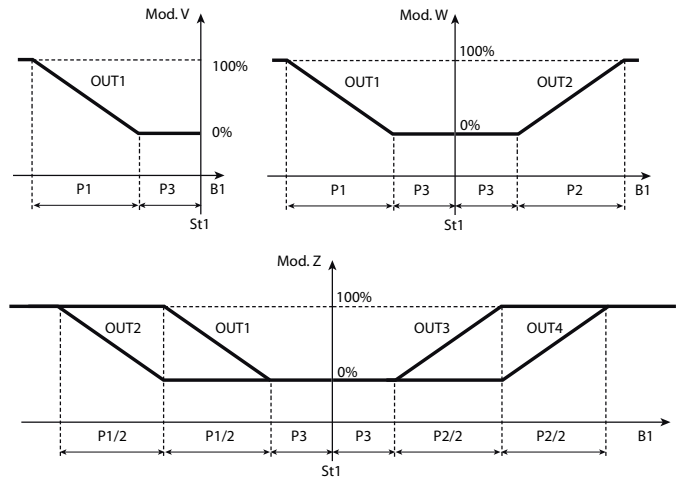 Mod. V
Mod. W
100%
100%
OUT1
OUT1
OUT2
0%
0%
P1
P3
B1
P1
P3
P3
P2
B1
St1
St1
Mod. Z
100%
OUT2
OUT1
OUT3
OUT4
0%
P1/2
P1/2
P3
P3
P2/2
P2/2
B1
St1